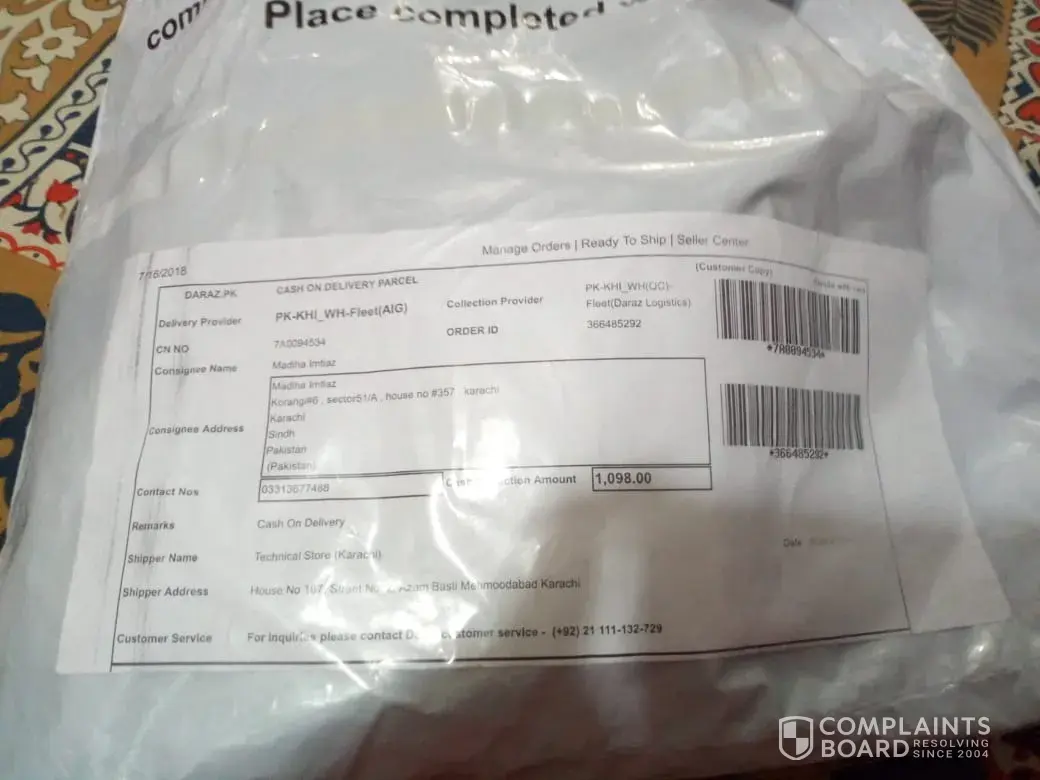 Place completed
7/16/2018
Manage Orders | Ready To Ship | Seller Center
DARAZ.PK CASH ON DELIVERY PARCEL (Customer Copy)
Delivery Provider PK-KHI_WH-Fleet(AIG) Collection Provider PK-KHI_WH(QC)-Fleet(Daraz Logistics)
CN NO 7A0094534 ORDER ID 366485292
*7A0094534*
Consignee Name Madiha Imtiaz
Consignee Address
Madiha Imtiaz
Korangi#6 , sector51/A , house no #357 karachi
Karachi
Sindh
Pakistan
(Pakistan)
*366485292*
Contact Nos 03313677488 Amount 1,098.00
Remarks Cash On Delivery
Date
Shipper Name Technical Store (Karachi)
Shipper Address House No 167, Azam Basti Mehmoodabad Karachi
Customer Service For inquiries please contact customer service - (+92) 21 111-132-729
COMPLAINTS
BOARD RESOLVING
SINCE 2004